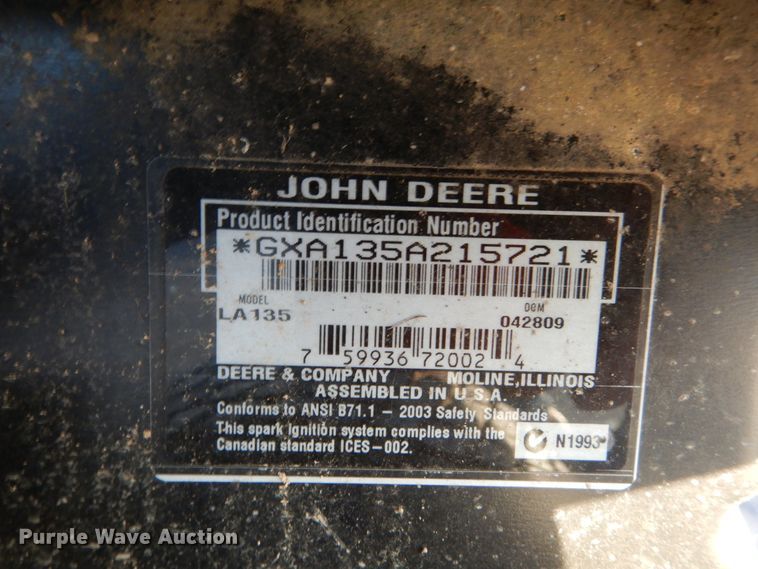 JOHN DEERE
Product Identification Number
*GXA135A215721*
MODEL DOM
LA135 042809
7 59936 72002 4
DEERE & COMPANY MOLINE, ILLINOIS
ASSEMBLED IN U.S.A.
Conforms to ANSI B71.1 – 2003 Safety Standards
This spark ignition system complies with the
Canadian standard ICES–002.
N1993
Purple Wave Auction